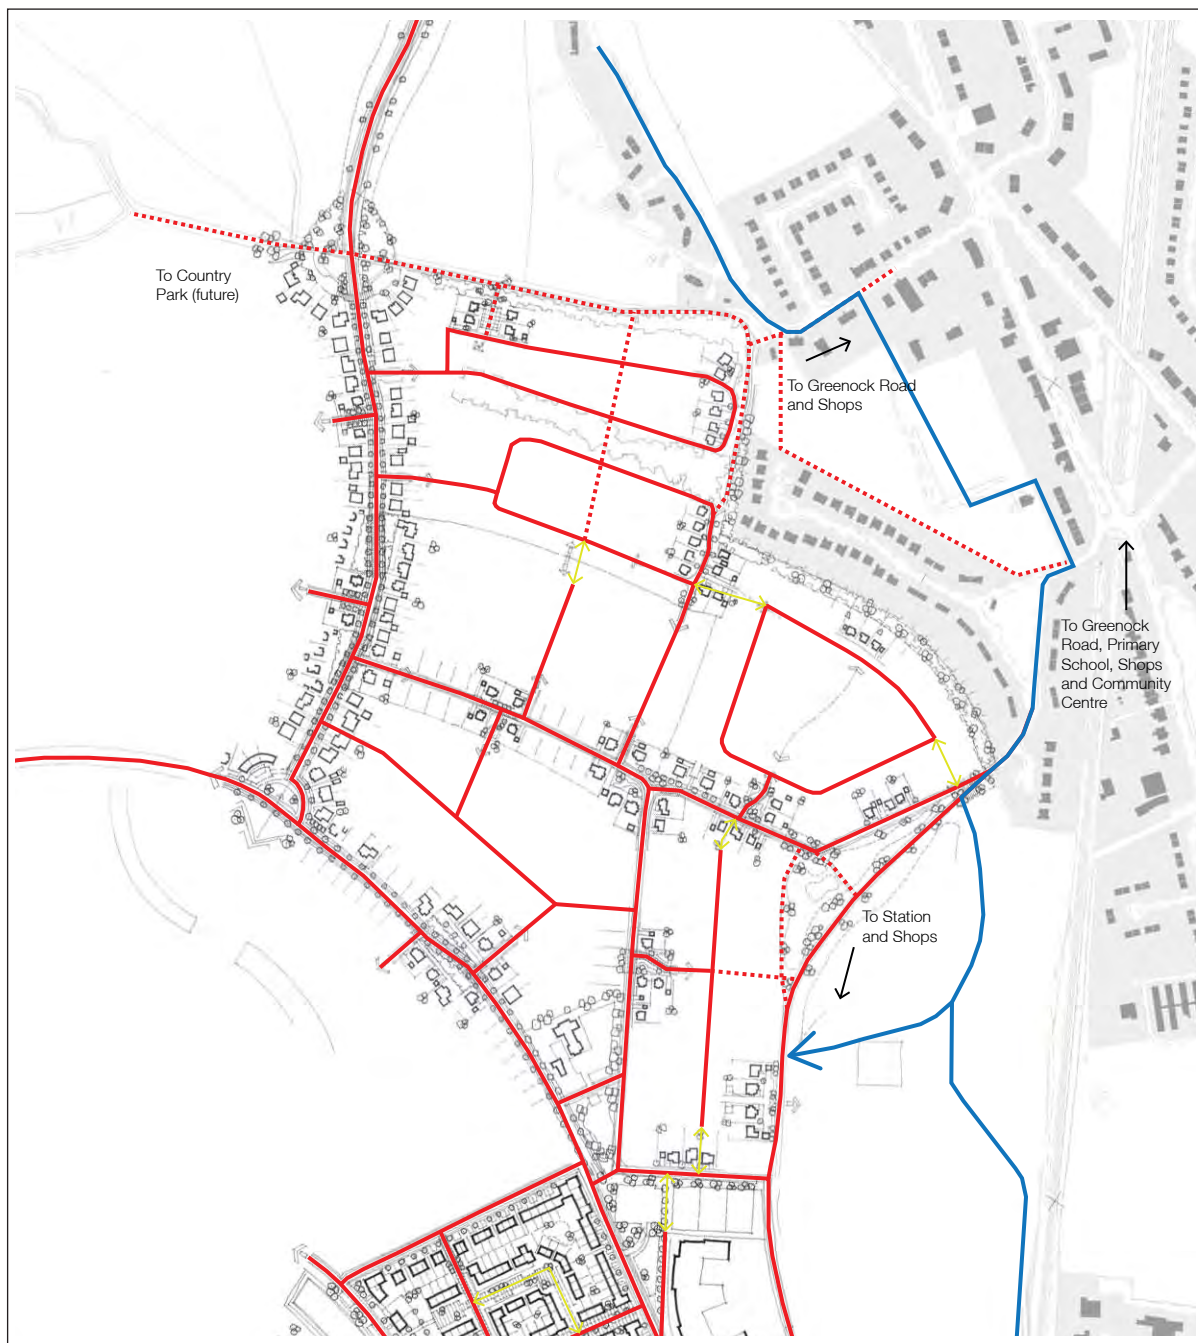 To Country
Park (future)
To Greenock Road
and Shops
To Greenock
Road, Primary
School, Shops
and Community
Centre
To Station
and Shops